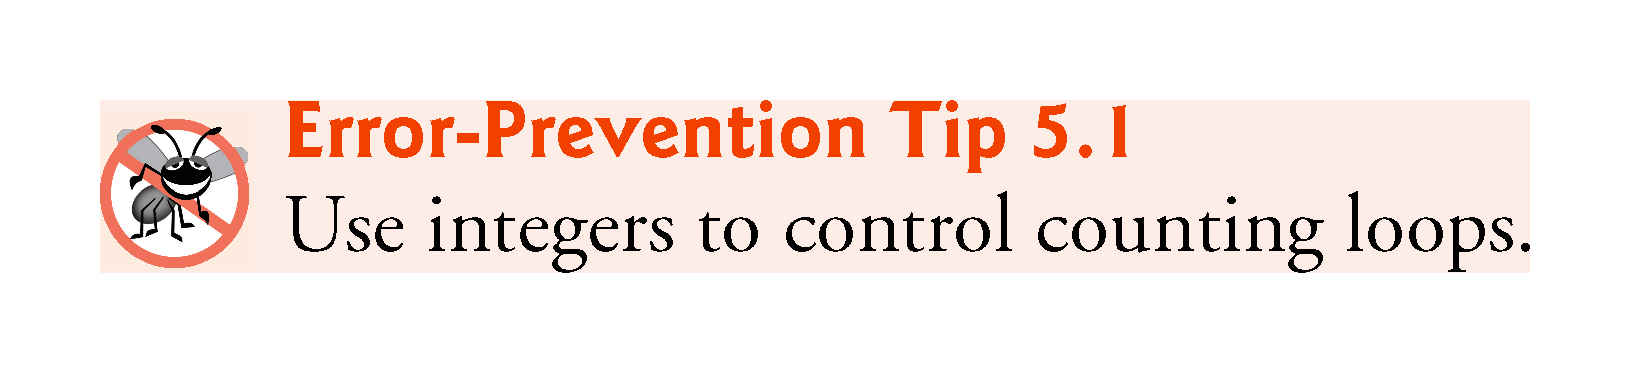 Error-Prevention Tip 5.1
Use integers to control counting loops.